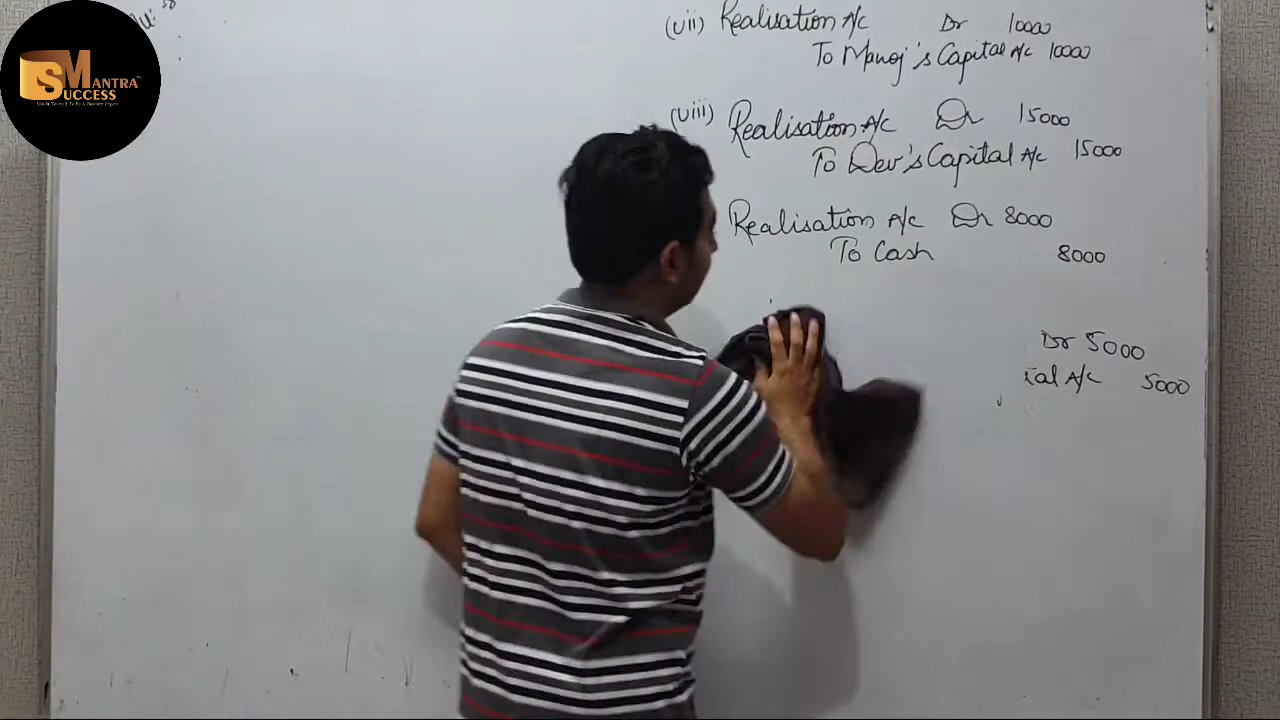 MANTRA
SUCCESS
(vii) Realisation A/c Dr 10000
To Manoj's Capital A/c 10000
(viii) Realisation A/c Dr 15000
To Dev's Capital A/c 15000
Realisation A/c Dr 8000
To Cash 8000
Dr 5000
ital A/c 5000